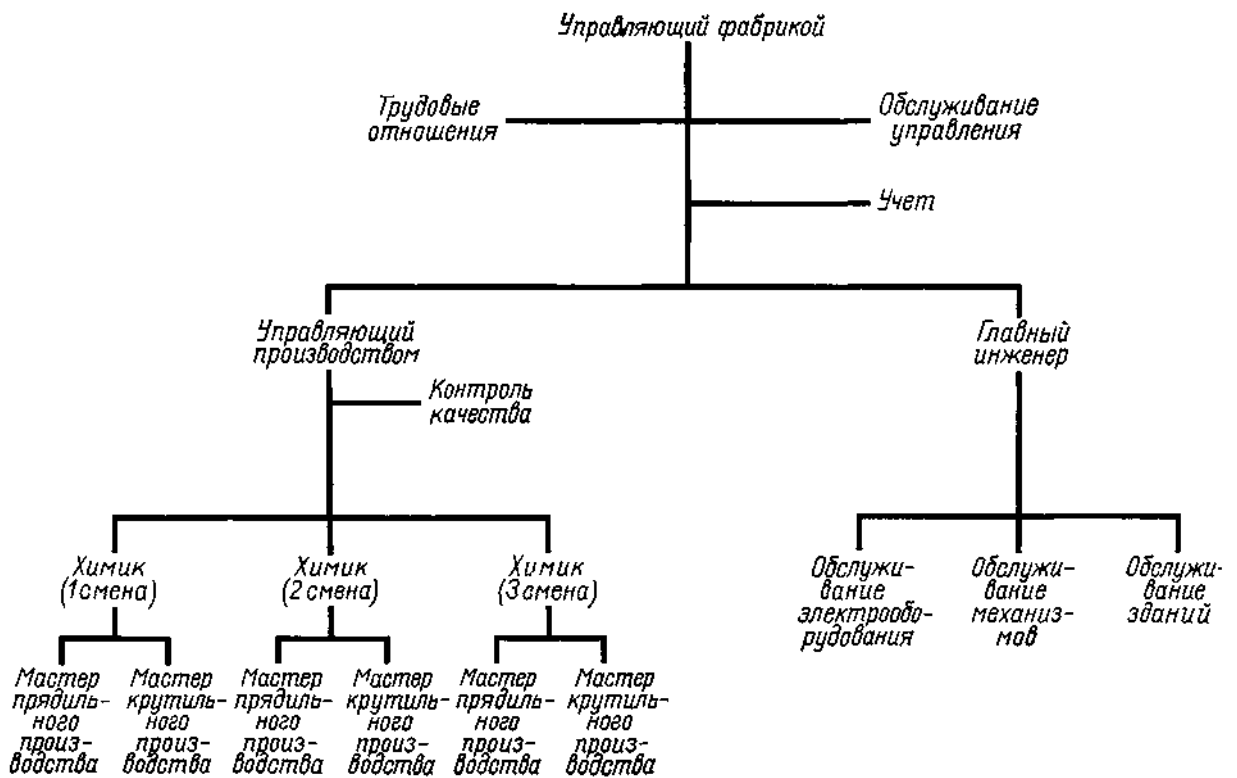 Управляющий фабрикой
Трудовые
отношения
Обслуживание
управления
Учет
Управляющий
производством
Главный
инженер
Контроль
качества
Химик
(1 смена)
Химик
(2 смена)
Химик
(3 смена)
Обслужи-
вание
электрообо-
рудования
Обслужи-
вание
механиз-
мов
Обслужи-
вание
зданий
Мастер
прядиль-
ного
произ-
водства
Мастер
крутиль-
ного
произ-
водства
Мастер
прядиль-
ного
произ-
водства
Мастер
крутиль-
ного
произ-
водства
Мастер
прядиль-
ного
произ-
водства
Мастер
крутиль-
ного
произ-
водства